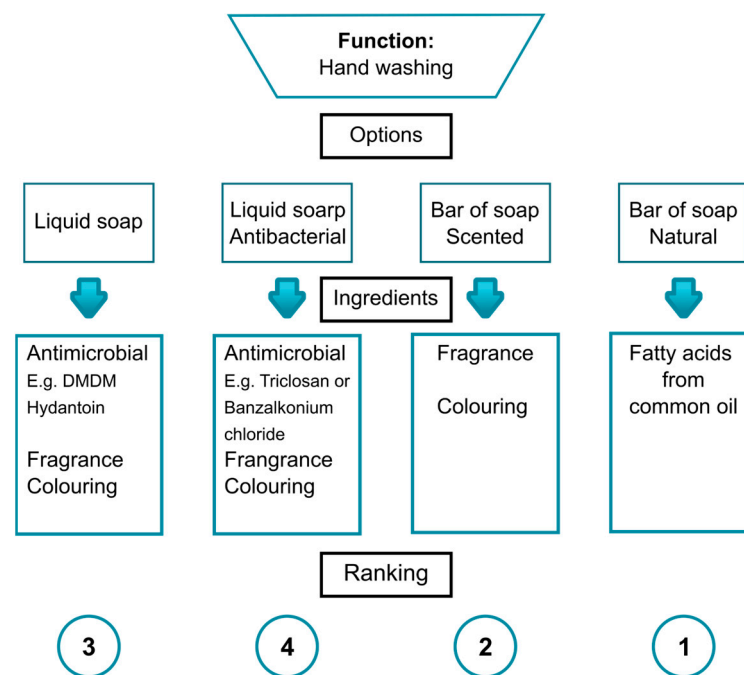 Function:
Hand washing
Options
Liquid soap
Liquid soarp
Antibacterial
Bar of soap
Scented
Bar of soap
Natural
Ingredients
Antimicrobial
E.g. DMDM
Hydantoin
Fragrance
Colouring
Antimicrobial
E.g. Triclosan or
Banzalkonium
chloride
Frangrance
Colouring
Fragrance
Colouring
Fatty acids
from
common oil
Ranking
3
4
2
1